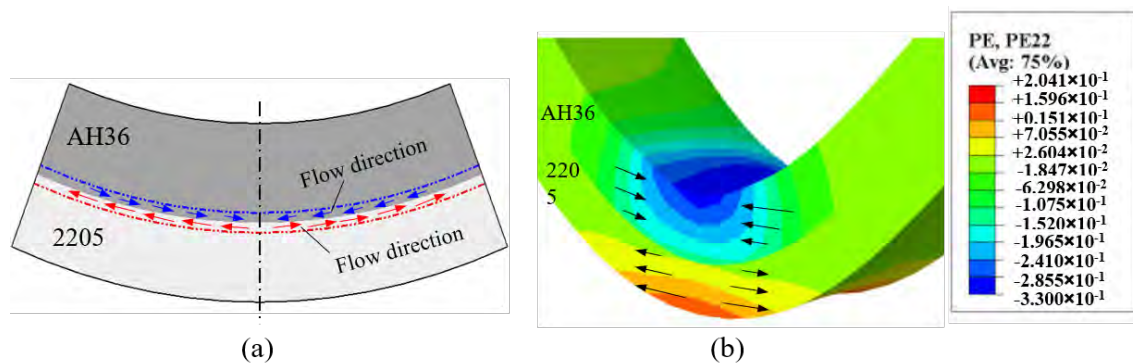 AH36
2205
Flow direction
Flow direction
(a)
AH36
220
5
(b)
PE, PE22
(Avg: 75%)
+2.041×10-1
+1.596×10-1
+0.151×10-1
+7.055×10-2
+2.604×10-2
-1.847×10-2
-6.298×10-2
-1.075×10-1
-1.520×10-1
-1.965×10-1
-2.410×10-1
-2.855×10-1
-3.300×10-1